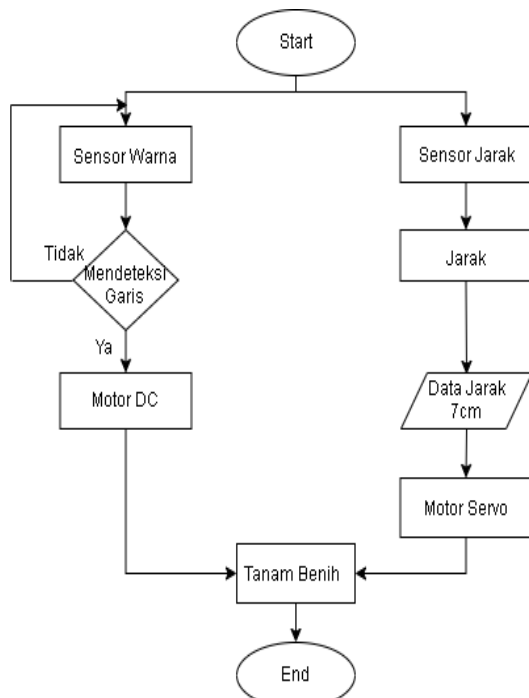 Start
Sensor Warna
Sensor Jarak
Tidak
Mendeteksi
Garis
Jarak
Ya
Motor DC
Data Jarak
7cm
Motor Servo
Tanam Benih
End